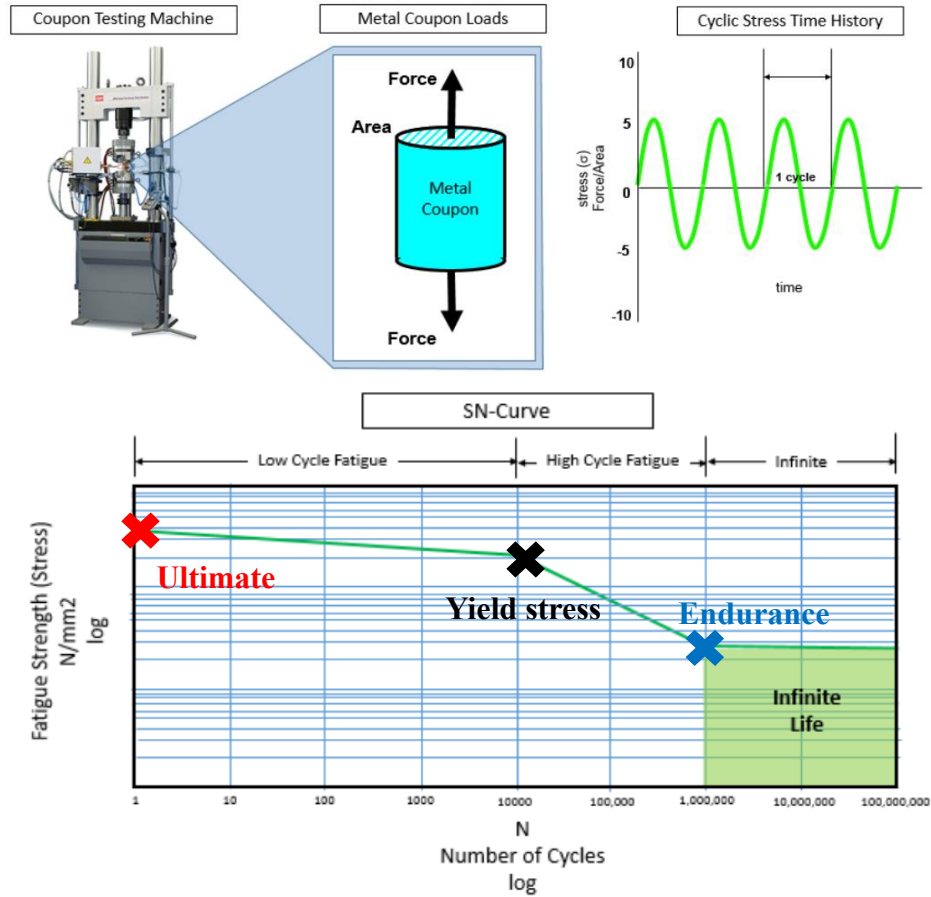 Coupon Testing Machine
Metal Coupon Loads
Cyclic Stress Time History
Force
Area
Metal
Coupon
Force
10
5
0
-5
-10
stress (σ)
Force/Area
1 cycle
time
SN-Curve
Low Cycle Fatigue
High Cycle Fatigue
Infinite
Fatigue Strength (Stress)
N/mm2
log
Ultimate
Yield stress
Endurance
Infinite
Life
1
10
100
1000
10000
100,000
1,000,000
10,000,000
100,000,000
N
Number of Cycles
log